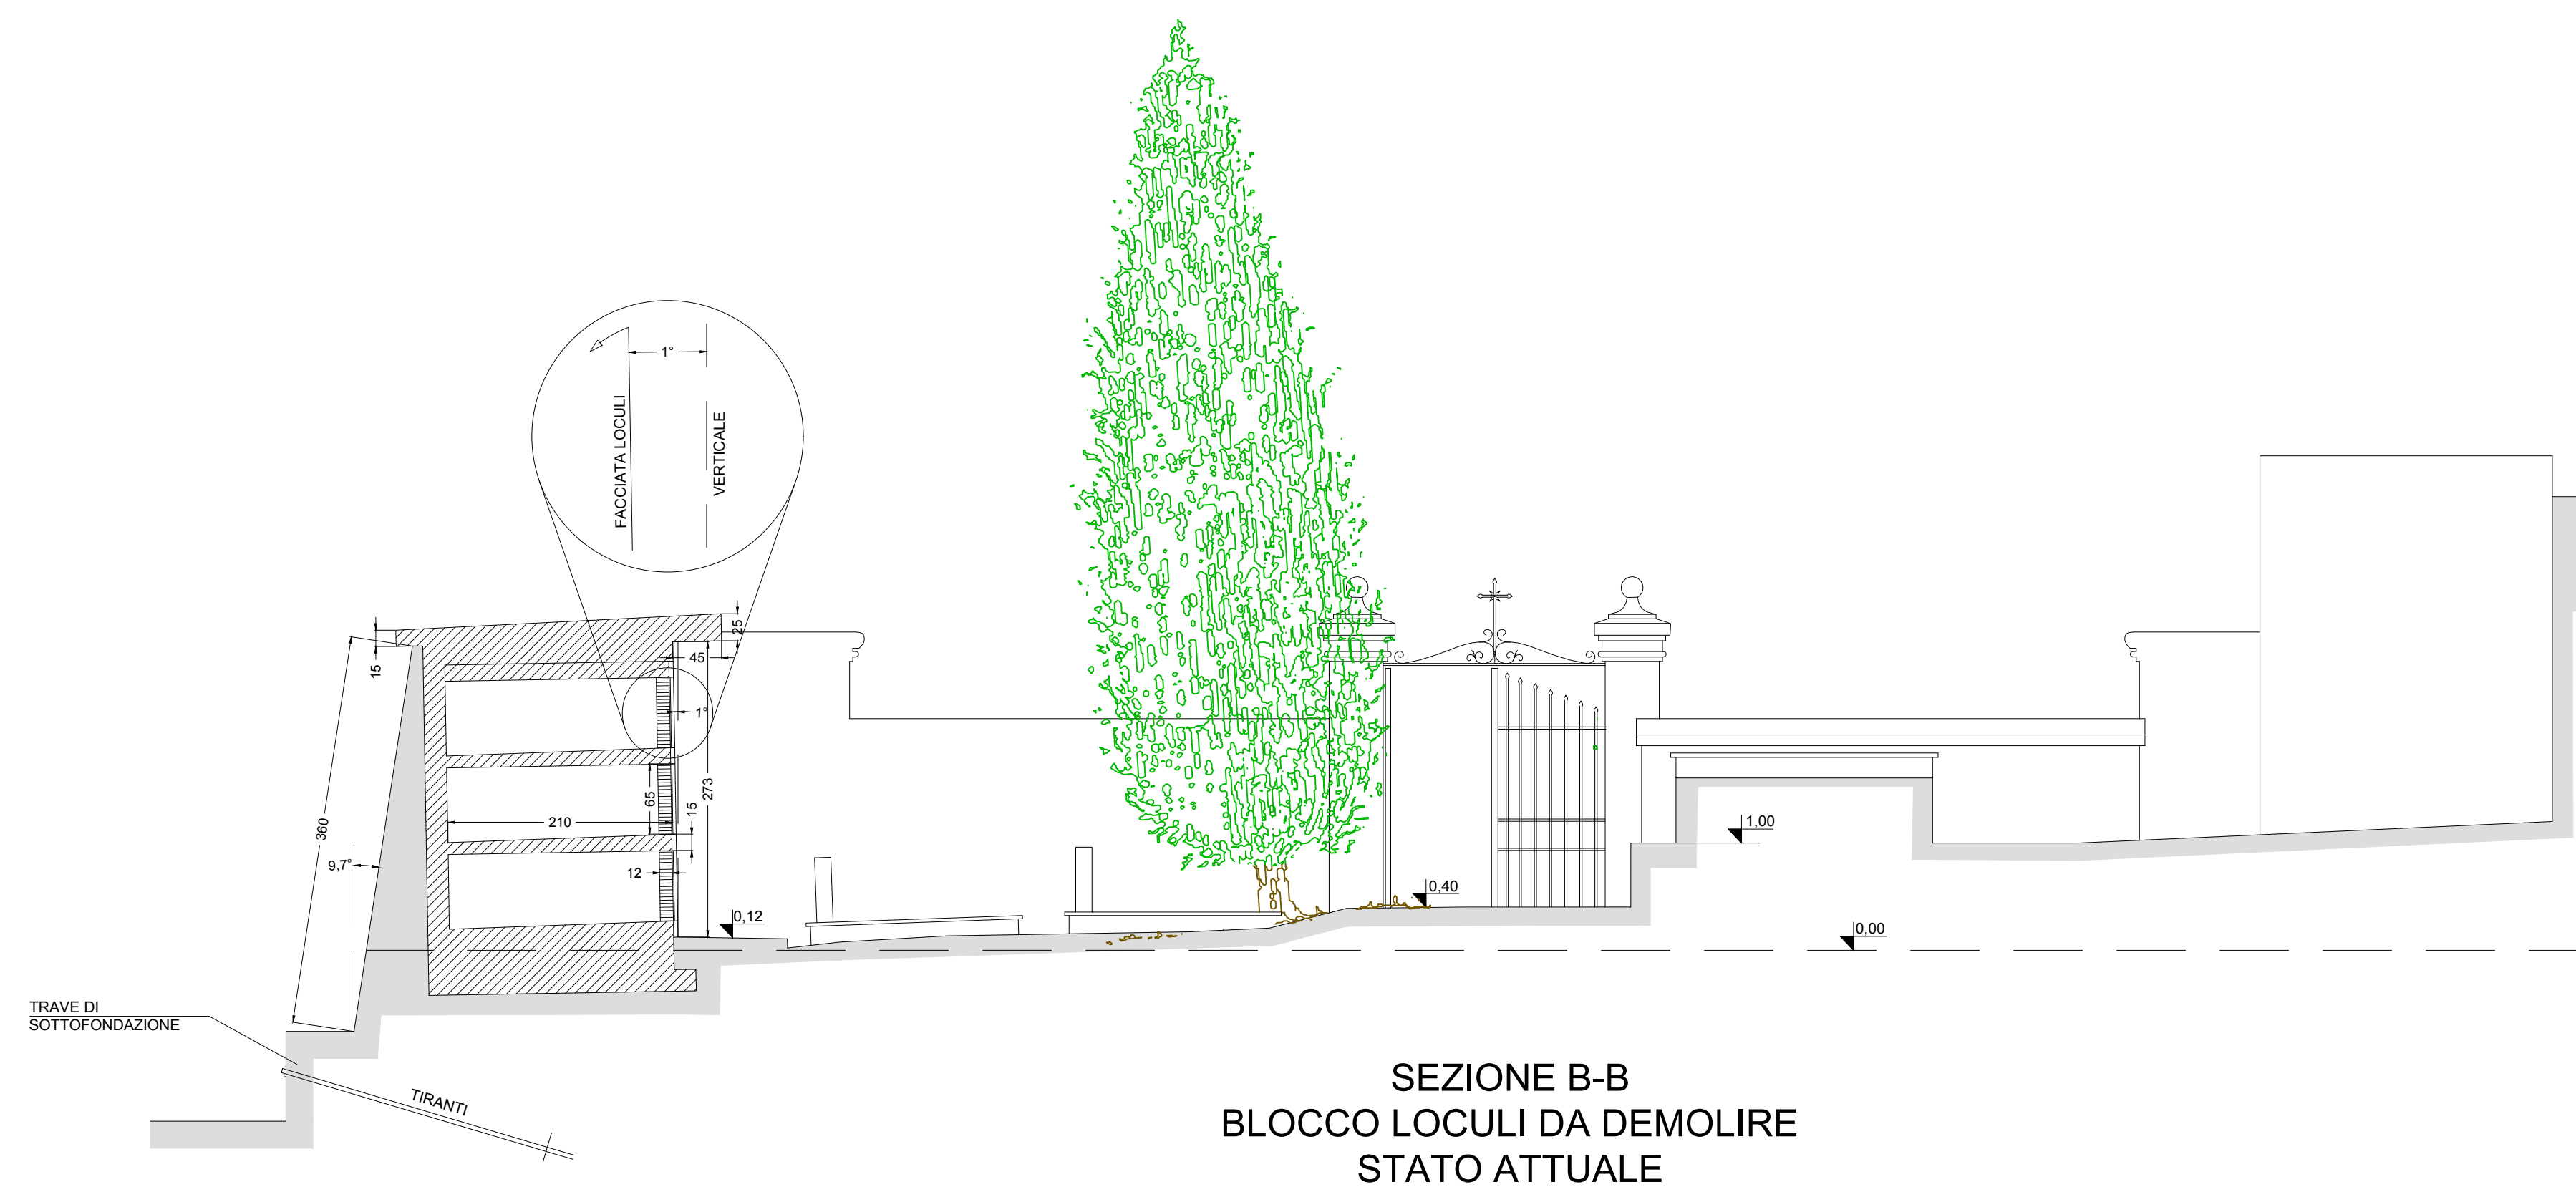 1°
FACCIATA LOCULI
VERTICALE
25
45
15
1°
360
273
65
15
210
9,7°
12
0,12
0,40
1,00
0,00
TRAVE DI
SOTTOFONDAZIONE
TIRANTI
SEZIONE B-B
BLOCCO LOCULI DA DEMOLIRE
STATO ATTUALE